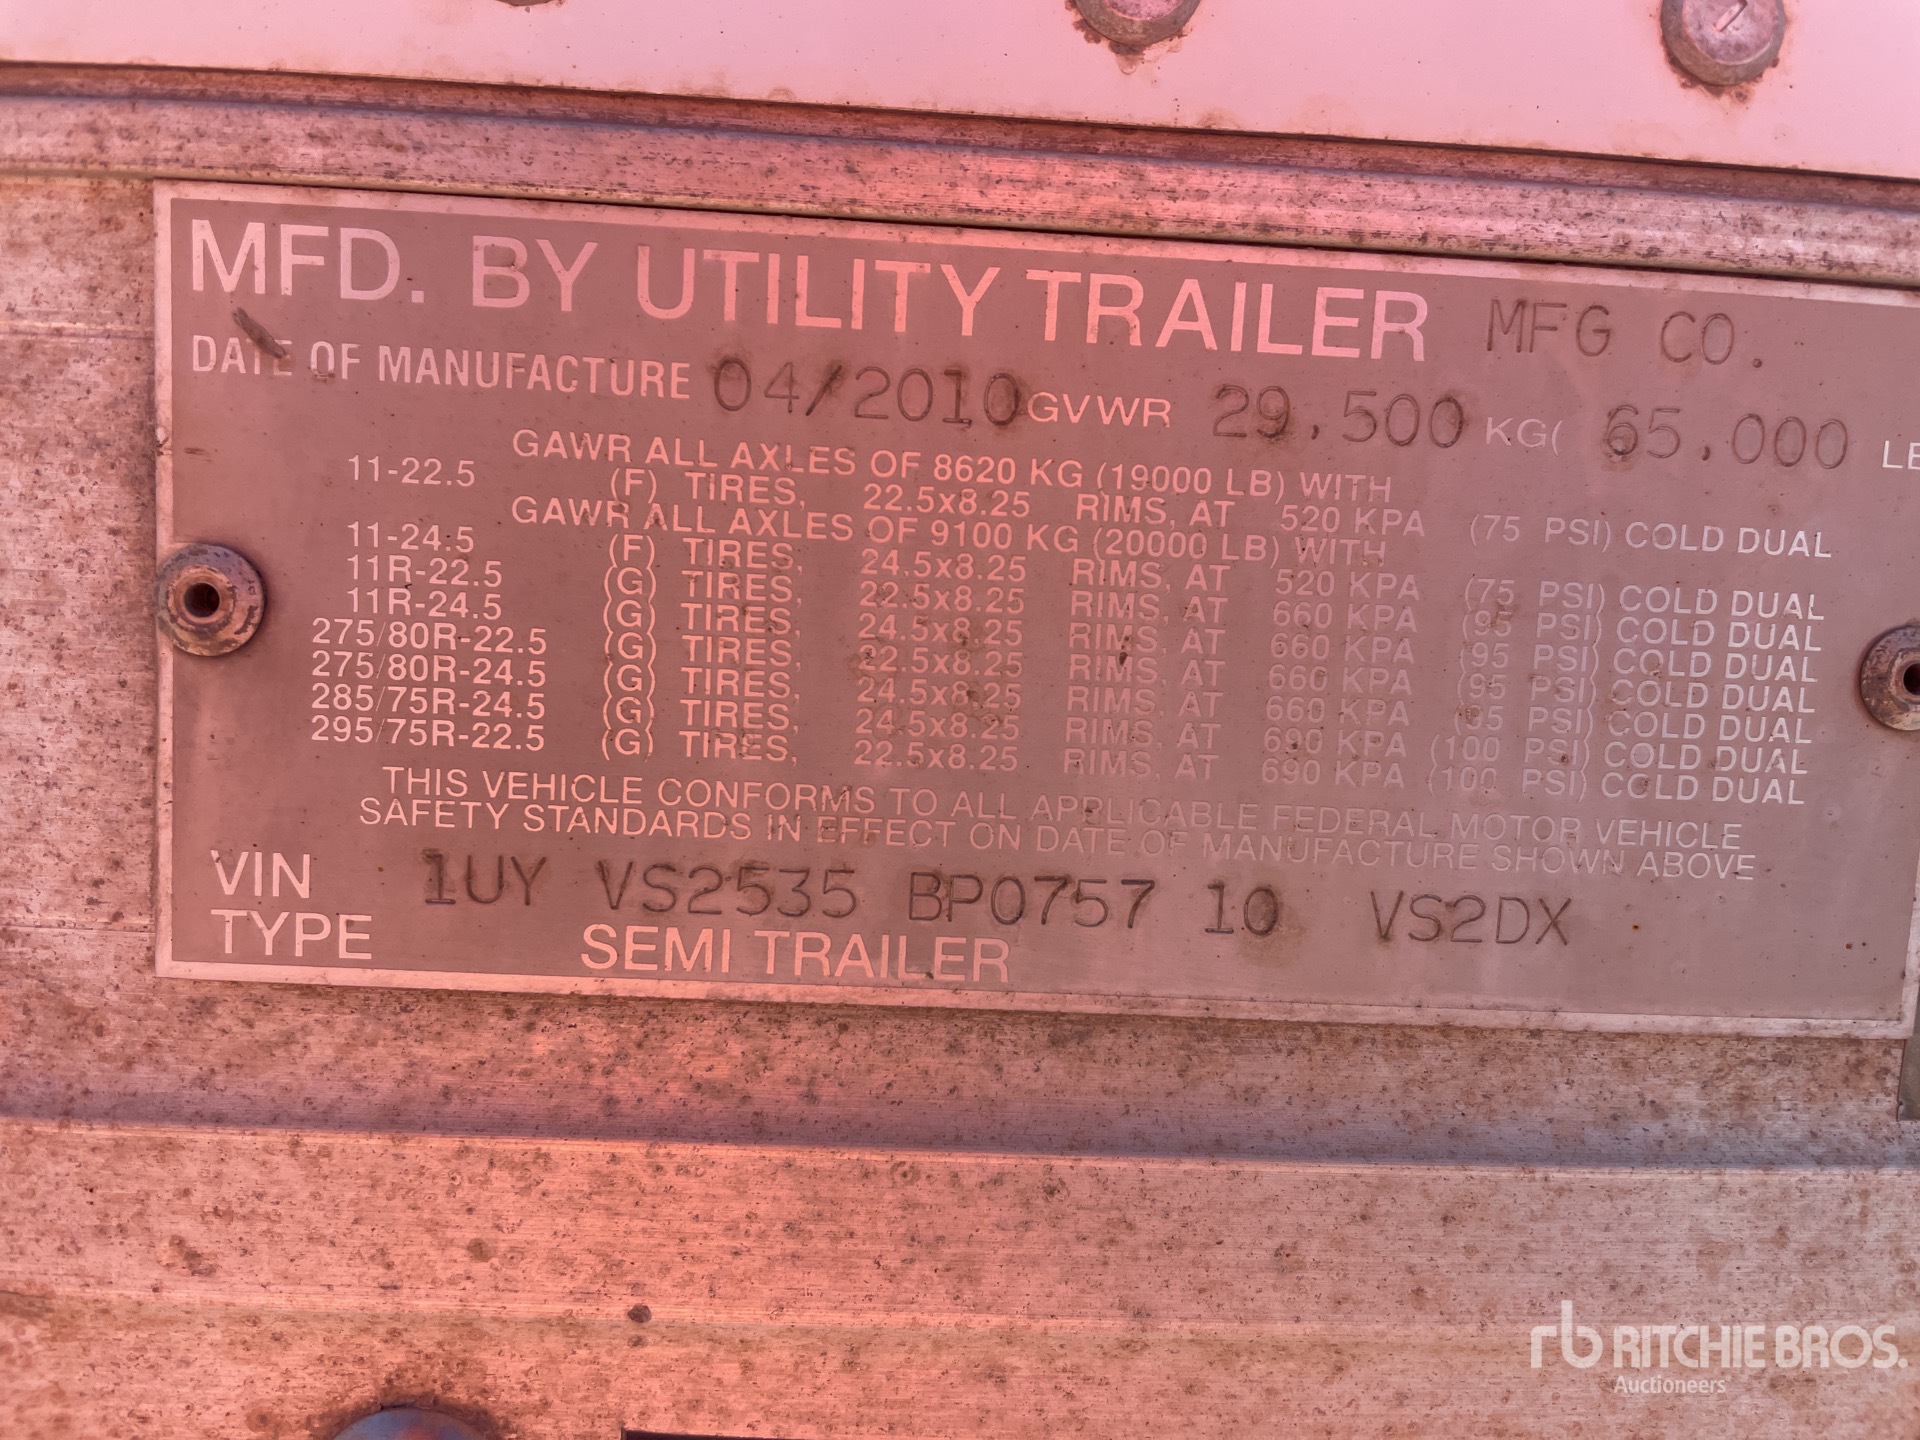 MFD. BY UTILITY TRAILER MFG CO.
DATE OF MANUFACTURE 04/2010 GVWR 29,500 KG( 65,000 LB
GAWR ALL AXLES OF 8620 KG (19000 LB) WITH
11-22.5 (F) TIRES, 22.5x8.25 RIMS, AT 520 KPA (75 PSI) COLD DUAL
GAWR ALL AXLES OF 9100 KG (20000 LB) WITH
11-24.5 (F) TIRES, 24.5x8.25 RIMS, AT 520 KPA (75 PSI) COLD DUAL
11R-22.5 (G) TIRES, 22.5x8.25 RIMS, AT 660 KPA (95 PSI) COLD DUAL
11R-24.5 (G) TIRES, 24.5x8.25 RIMS, AT 660 KPA (95 PSI) COLD DUAL
275/80R-22.5 (G) TIRES, 22.5x8.25 RIMS, AT 660 KPA (95 PSI) COLD DUAL
275/80R-24.5 (G) TIRES, 24.5x8.25 RIMS, AT 660 KPA (95 PSI) COLD DUAL
285/75R-24.5 (G) TIRES, 24.5x8.25 RIMS, AT 690 KPA (100 PSI) COLD DUAL
295/75R-22.5 (G) TIRES, 22.5x8.25 RIMS, AT 690 KPA (100 PSI) COLD DUAL
THIS VEHICLE CONFORMS TO ALL APPLICABLE FEDERAL MOTOR VEHICLE
SAFETY STANDARDS IN EFFECT ON DATE OF MANUFACTURE SHOWN ABOVE
VIN 1UY VS2535 BP0757 10 VS2DX
TYPE SEMI TRAILER
rb RITCHIE BROS.
Auctioneers